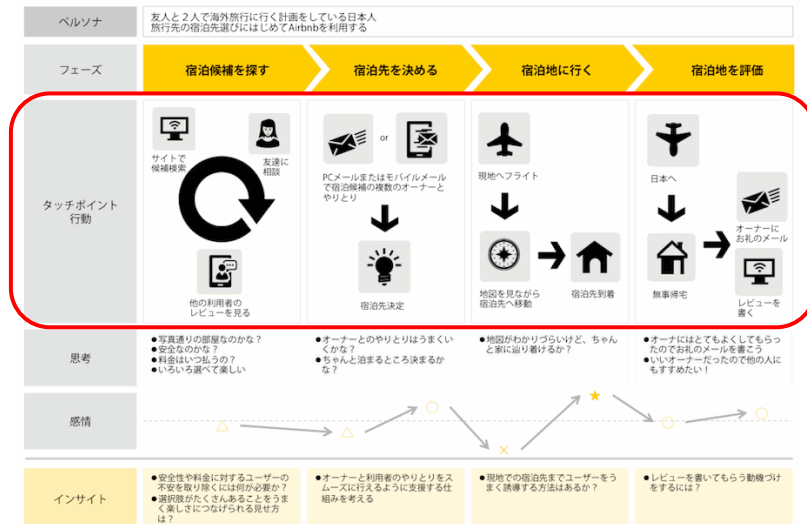 ペルソナ
友人と2人で海外旅行に行く計画をしている日本人
旅行先の宿泊先選びにはじめてAirbnbを利用する
フェーズ
宿泊候補を探す
宿泊先を決める
宿泊地に行く
宿泊地を評価
タッチポイント
行動
サイトで
候補検索
友達に
相談
他の利用者の
レビューを見る
or
PCメールまたはモバイルメール
で宿泊候補の複数のオーナーと
やりとり
宿泊先決定
現地へフライト
地図を見ながら
宿泊先へ移動
宿泊先到着
日本へ
無事帰宅
オーナーに
お礼のメール
レビューを
書く
思考
●写真通りの部屋なのかな?
●安全なのかな?
●料金はいつ払うの?
●いろいろ選べて楽しい
●オーナーとのやりとりはうまくい
くかな?
●ちゃんと泊まるところ決まるか
な?
●地図がわかりづらいけど、ちゃん
と家に辿り着けるか?
●オーナにはとてもよくしてもらっ
たのでお礼のメールを書こう
●いいオーナーだったので他の人に
もすすめたい!
感情
インサイト
●安全性や料金に対するユーザーの
不安を取り除くには何が必要か?
●選択肢がたくさんあることをうま
く楽しさにつなげられる見せ方
は?
●オーナーと利用者のやりとりをス
ムーズに行えるように支援する仕
組みを考える
●現地での宿泊先までユーザーをう
まく誘導する方法はあるか?
●レビューを書いてもらう動機づけ
をするには?